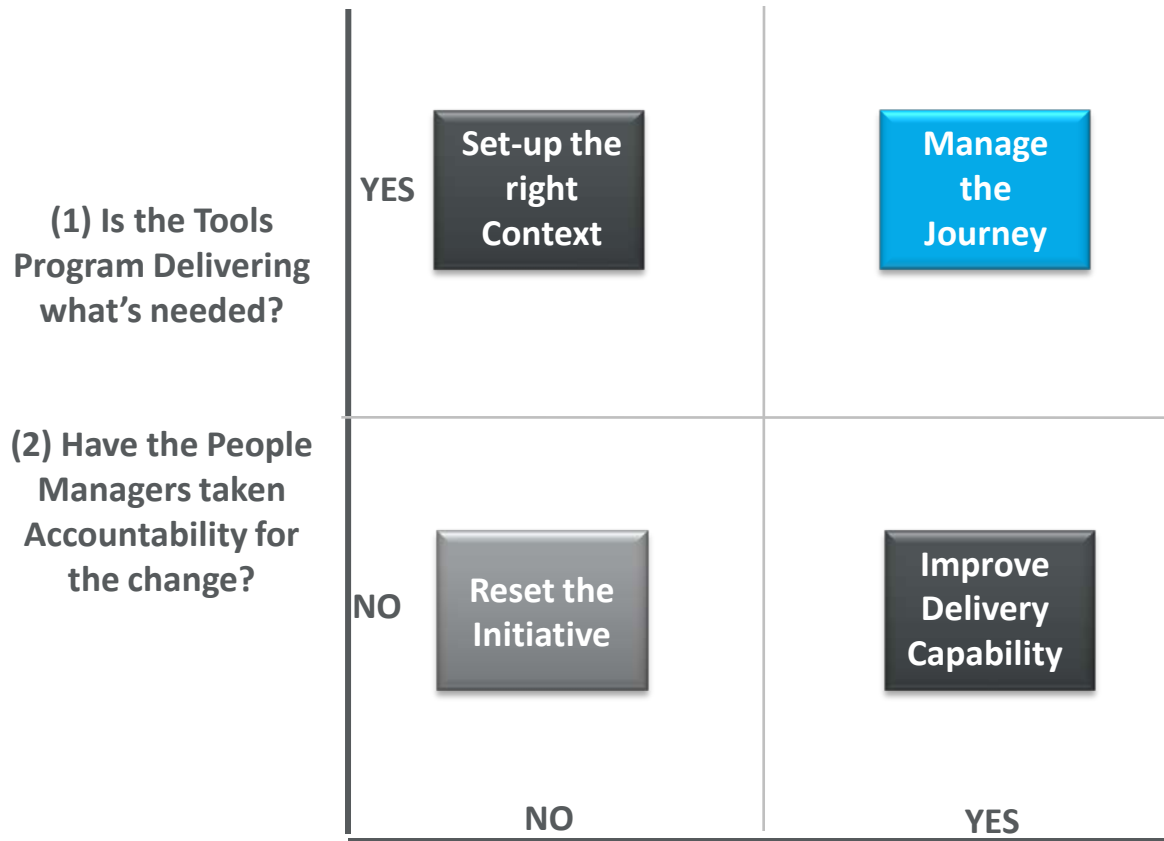 (1) Is the Tools
Program Delivering
what's needed?
(2) Have the People
Managers taken
Accountability for
the change?
YES
Set-up the
right
Context
Manage
the
Journey
NO
Reset the
Initiative
Improve
Delivery
Capability
NO
YES